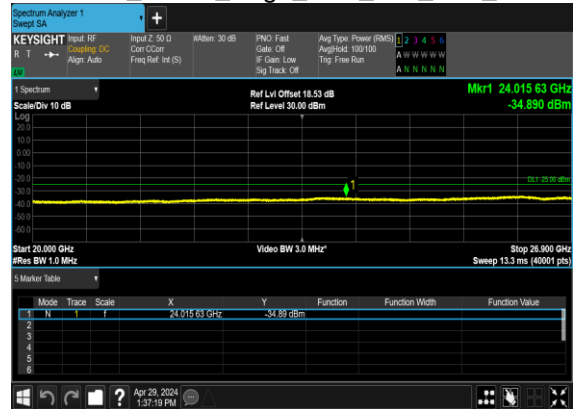 Spectrum Analyzer 1
Swept SA
+
KEYSIGHT Input: RF Input Z: 50 Ω #Atten: 30 dB PNO: Fast Avg Type: Power (RMS) 1 2 3 4 5 6
R T Coupling: DC Corr CCorr Gate: Off Avg|Hold: 100/100 A W W W W W
Align: Auto Freq Ref: Int (S) IF Gain: Low Trig: Free Run
Sig Track: Off A N N N N N
1 Spectrum Ref Lvl Offset 18.53 dB Mkr1 24.015 63 GHz
Scale/Div 10 dB Ref Level 30.00 dBm -34.890 dBm
Log
20.0
10.0
0.00
-10.0
-20.0 DL1 -25.00 dBm
1
-30.0
-40.0
-50.0
-60.0
Start 20.000 GHz Video BW 3.0 MHz* Stop 26.900 GHz
#Res BW 1.0 MHz Sweep 13.3 ms (40001 pts)
5 Marker Table
Mode Trace Scale X Y Function Function Width Function Value
1 N 1 f 24.015 63 GHz -34.89 dBm
2
3
4
5
6
? Apr 29, 2024
1:37:19 PM